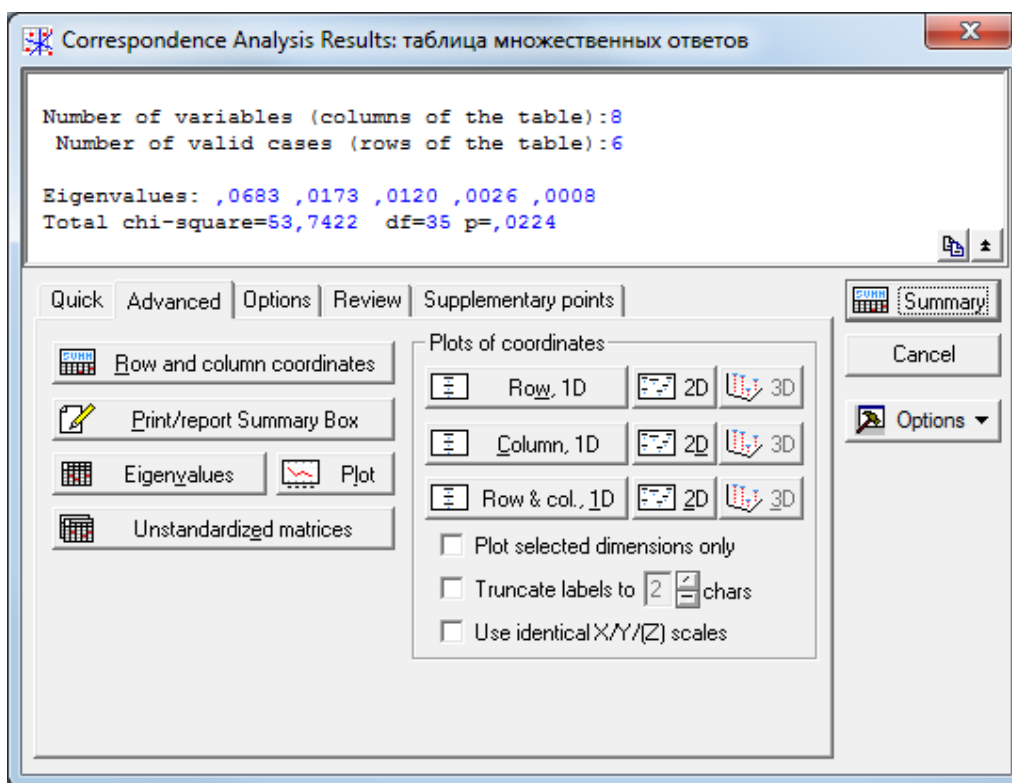 Correspondence Analysis Results: таблица множественных ответов
Number of variables (columns of the table):8
Number of valid cases (rows of the table):6
Eigenvalues: ,0683 ,0173 ,0120 ,0026 ,0008
Total chi-square=53,7422 df=35 p=,0224
Quick Advanced Options Review Supplementary points
SUMM Summary
Cancel
Options
SUMM Row and column coordinates
Print/report Summary Box
Eigenvalues Plot
Unstandardized matrices
Plots of coordinates
Row, 1D 2D 3D
Column, 1D 2D 3D
Row & col., 1D 2D 3D
Plot selected dimensions only
Truncate labels to 2 chars
Use identical X/Y/(Z) scales